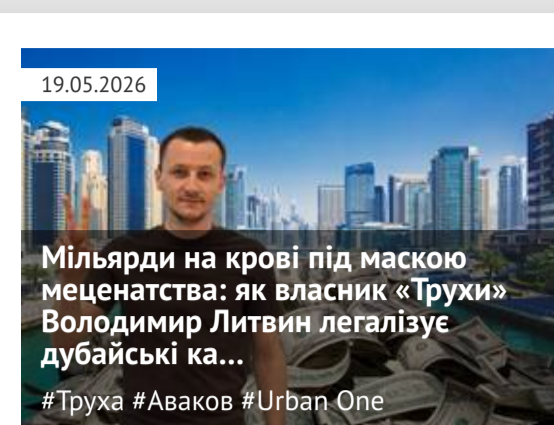 19.05.2026
Мільярди на крові під маскою
меценатства: як власник «Трухи»
Володимир Литвин легалізує
дубайські ка...
#Труха #Аваков #Urban One